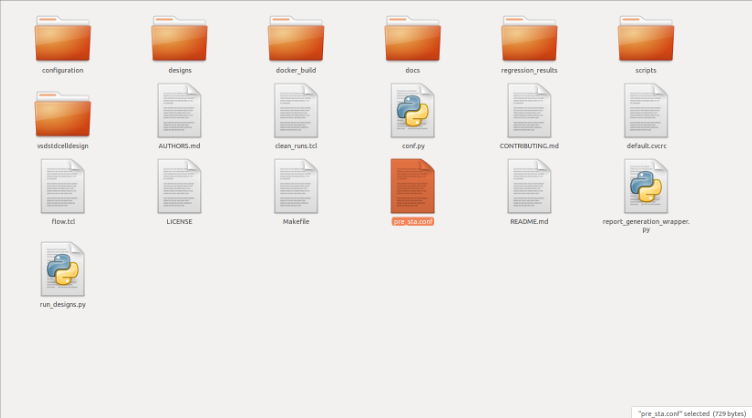 configuration
designs
docker_build
docs
regression_results
scripts
vsdstdcelldesign
AUTHORS.md
clean_runs.tcl
conf.py
CONTRIBUTING.md
default.cvcrc
flow.tcl
LICENSE
Makefile
pre_sta.conf
README.md
report_generation_wrapper.
py
run_designs.py
"pre_sta.conf" selected (729 bytes)